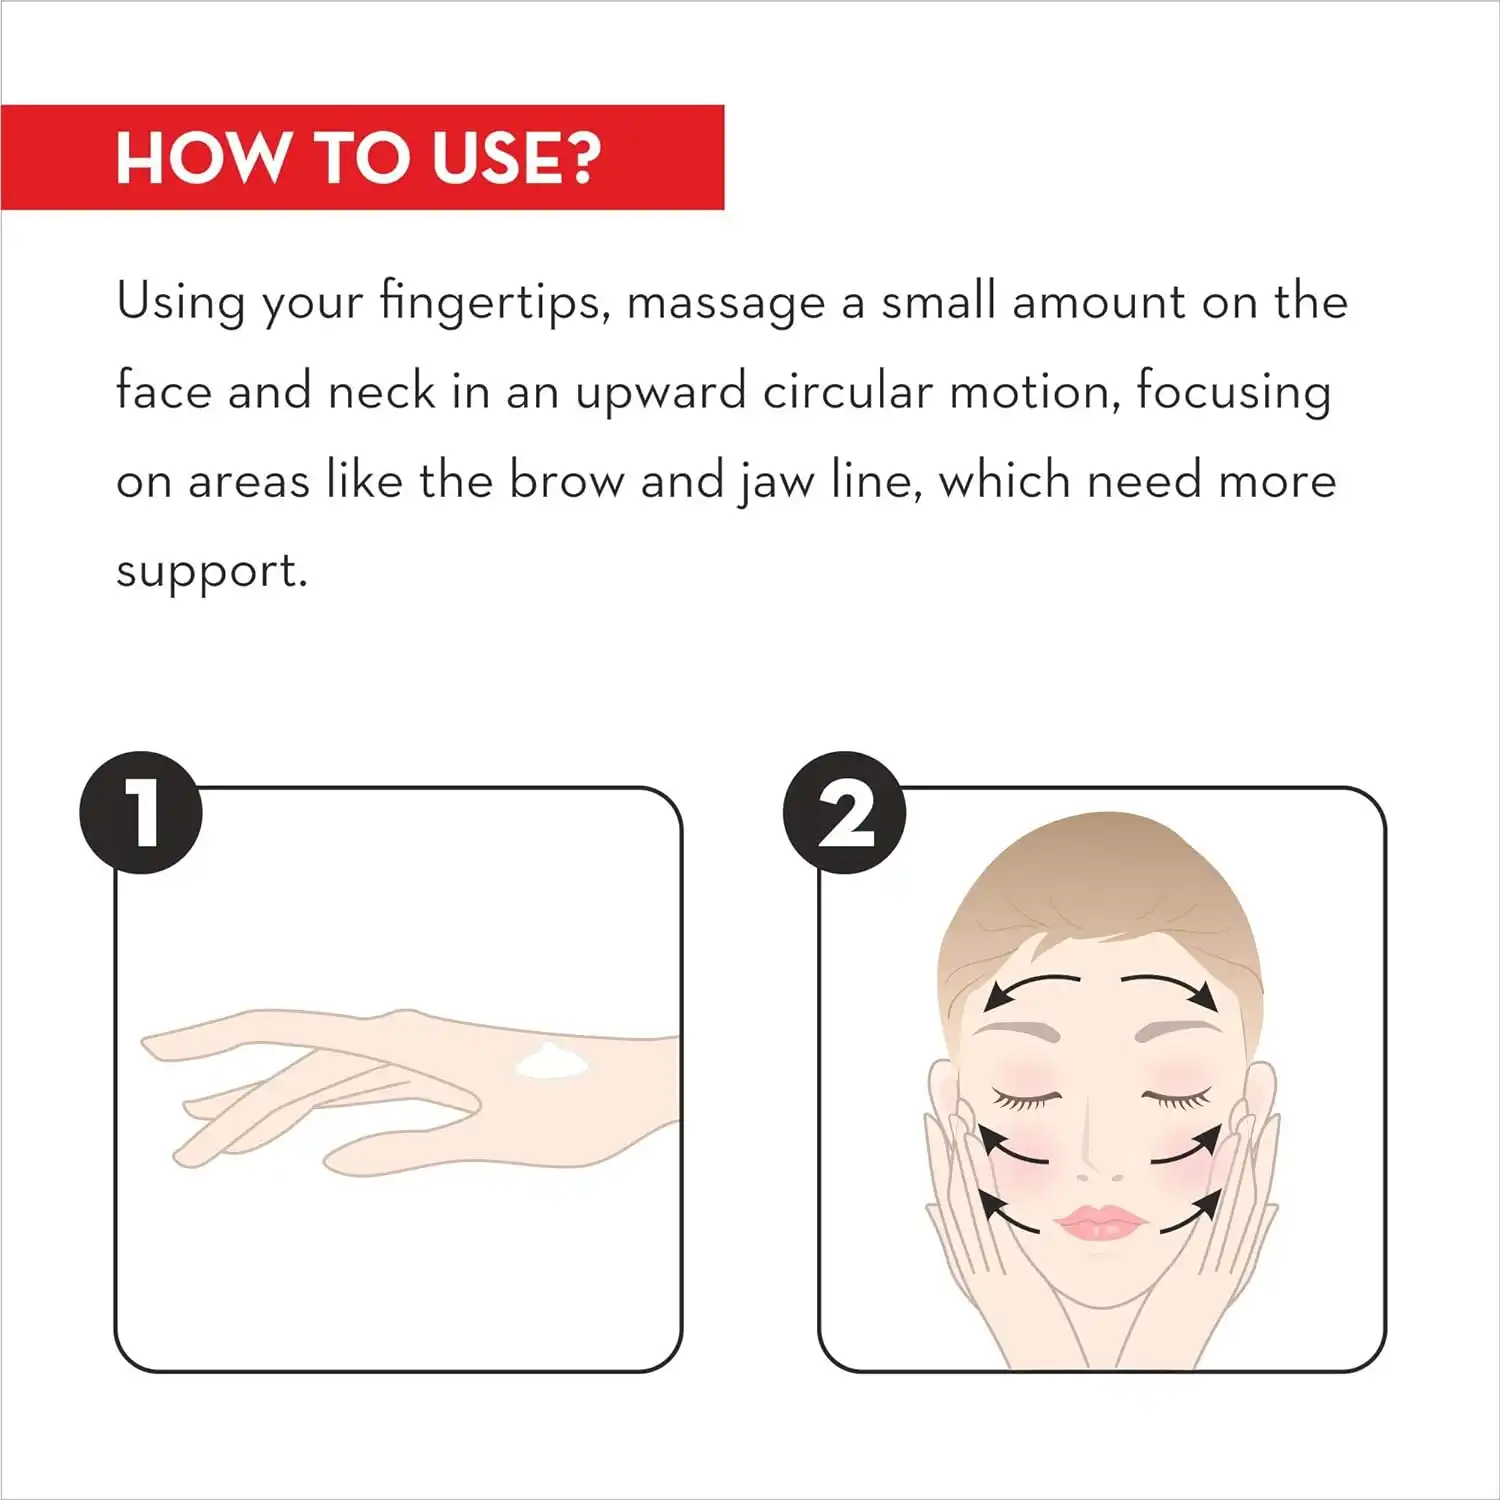 HOW TO USE?
Using your fingertips, massage a small amount on the
face and neck in an upward circular motion, focusing
on areas like the brow and jaw line, which need more
support.
1
2